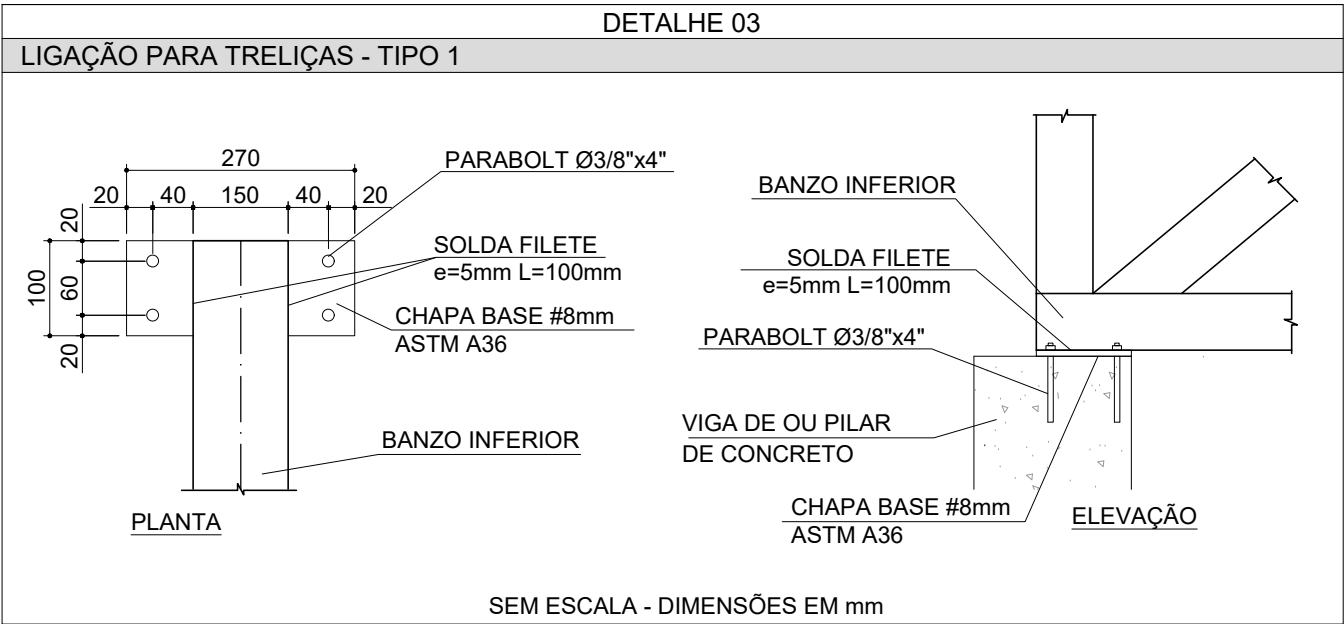 DETALHE 03
LIGAÇÃO PARA TRELIÇAS - TIPO 1
270
20
40
150
40
20
20
60
20
100
PARABOLT Ø3/8"x4"
SOLDA FILETE
e=5mm L=100mm
CHAPA BASE #8mm
ASTM A36
BANZO INFERIOR
PLANTA
BANZO INFERIOR
SOLDA FILETE
e=5mm L=100mm
PARABOLT Ø3/8"x4"
VIGA DE OU PILAR
DE CONCRETO
CHAPA BASE #8mm
ASTM A36
ELEVAÇÃO
SEM ESCALA - DIMENSÕES EM mm